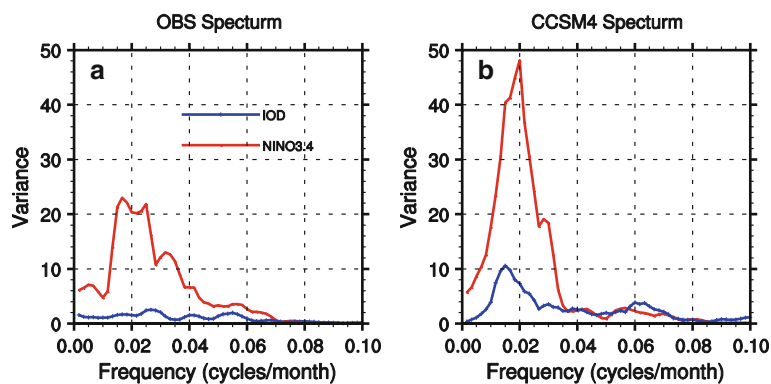 OBS Specturm
CCSM4 Specturm
a
b
IOD
NINO3.4
Variance
Variance
50
40
30
20
10
0
50
40
30
20
10
0
0.00 0.02 0.04 0.06 0.08 0.10
0.00 0.02 0.04 0.06 0.08 0.10
Frequency (cycles/month)
Frequency (cycles/month)